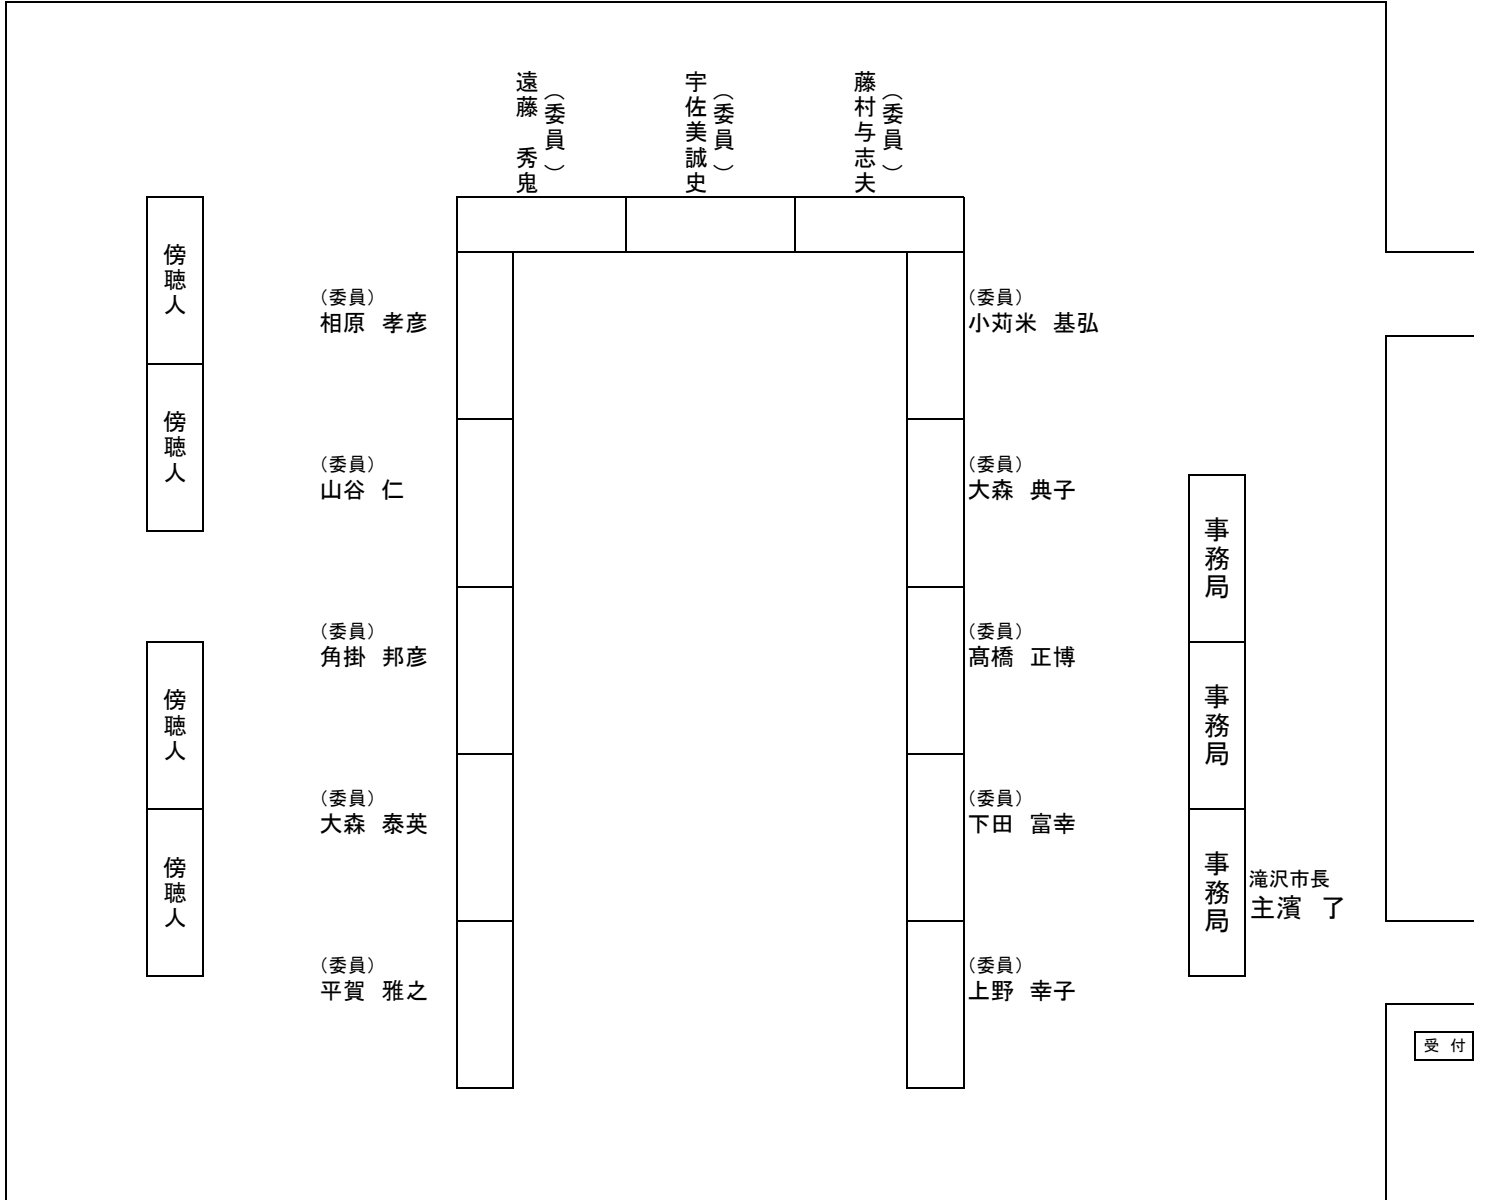 (委員)
遠藤　秀鬼
(委員)
宇佐美誠史
(委員)
藤村与志夫
傍聴人
傍聴人
傍聴人
傍聴人
(委員)
相原　孝彦
(委員)
山谷　仁
(委員)
角掛　邦彦
(委員)
大森　泰英
(委員)
平賀　雅之
(委員)
小苅米　基弘
(委員)
大森　典子
(委員)
髙橋　正博
(委員)
下田　富幸
(委員)
上野　幸子
事務局
事務局
事務局
滝沢市長
主濱　了
受　付